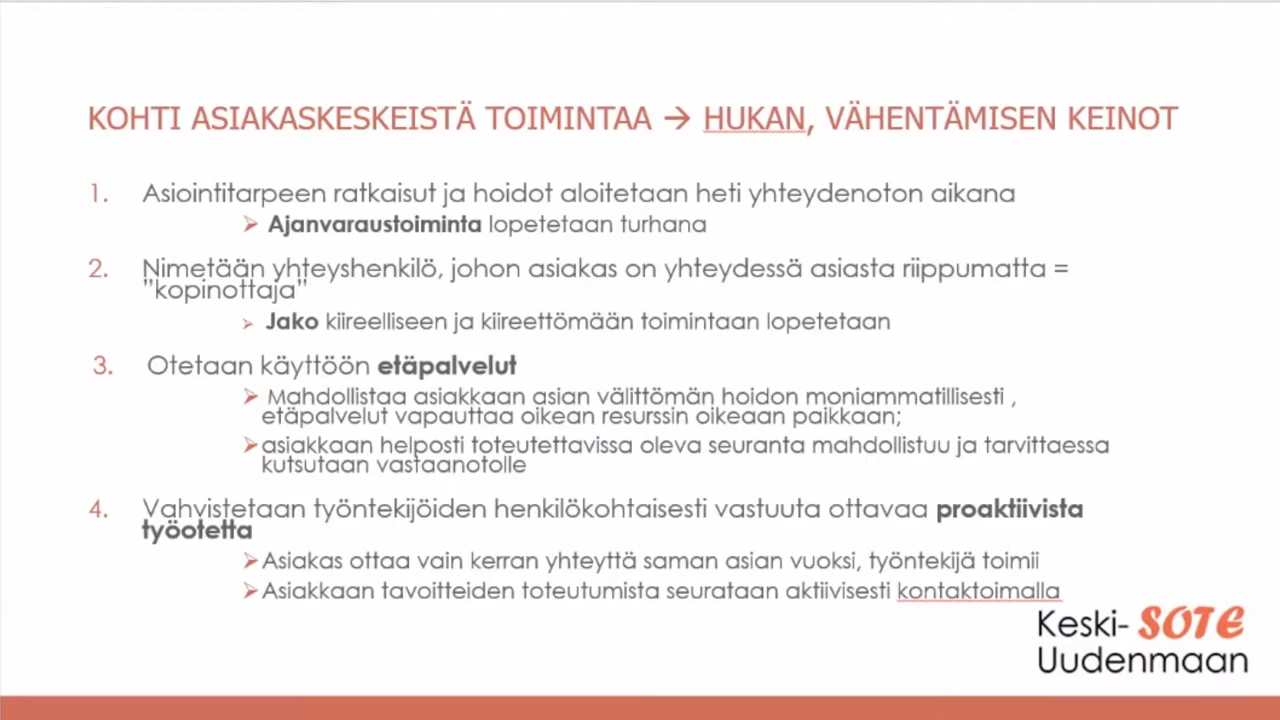 KOHTI ASIAKASKESKEISTÄ TOIMINTAA → HUKAN, VÄHENTÄMISEN KEINOT
1. Asiointitarpeen ratkaisut ja hoidot aloitetaan heti yhteydenoton aikana
➢ Ajanvaraustoiminta lopetetaan turhana
2. Nimetään yhteyshenkilö, johon asiakas on yhteydessä asiasta riippumatta =
"kopinottaja"
➢ Jako kiireelliseen ja kiireettömään toimintaan lopetetaan
3. Otetaan käyttöön etäpalvelut
➢ Mahdollistaa asiakkaan asian välittömän hoidon moniammatillisesti ,
etäpalvelut vapauttaa oikean resurssin oikeaan paikkaan;
➢ asiakkaan helposti toteutettavissa oleva seuranta mahdollistuu ja tarvittaessa
kutsutaan vastaanotolle
4. Vahvistetaan työntekijöiden henkilökohtaisesti vastuuta ottavaa proaktiivista
työotetta
➢ Asiakas ottaa vain kerran yhteyttä saman asian vuoksi, työntekijä toimii
➢ Asiakkaan tavoitteiden toteutumista seurataan aktiivisesti kontaktoimalla
Keski- SOTE
Uudenmaan